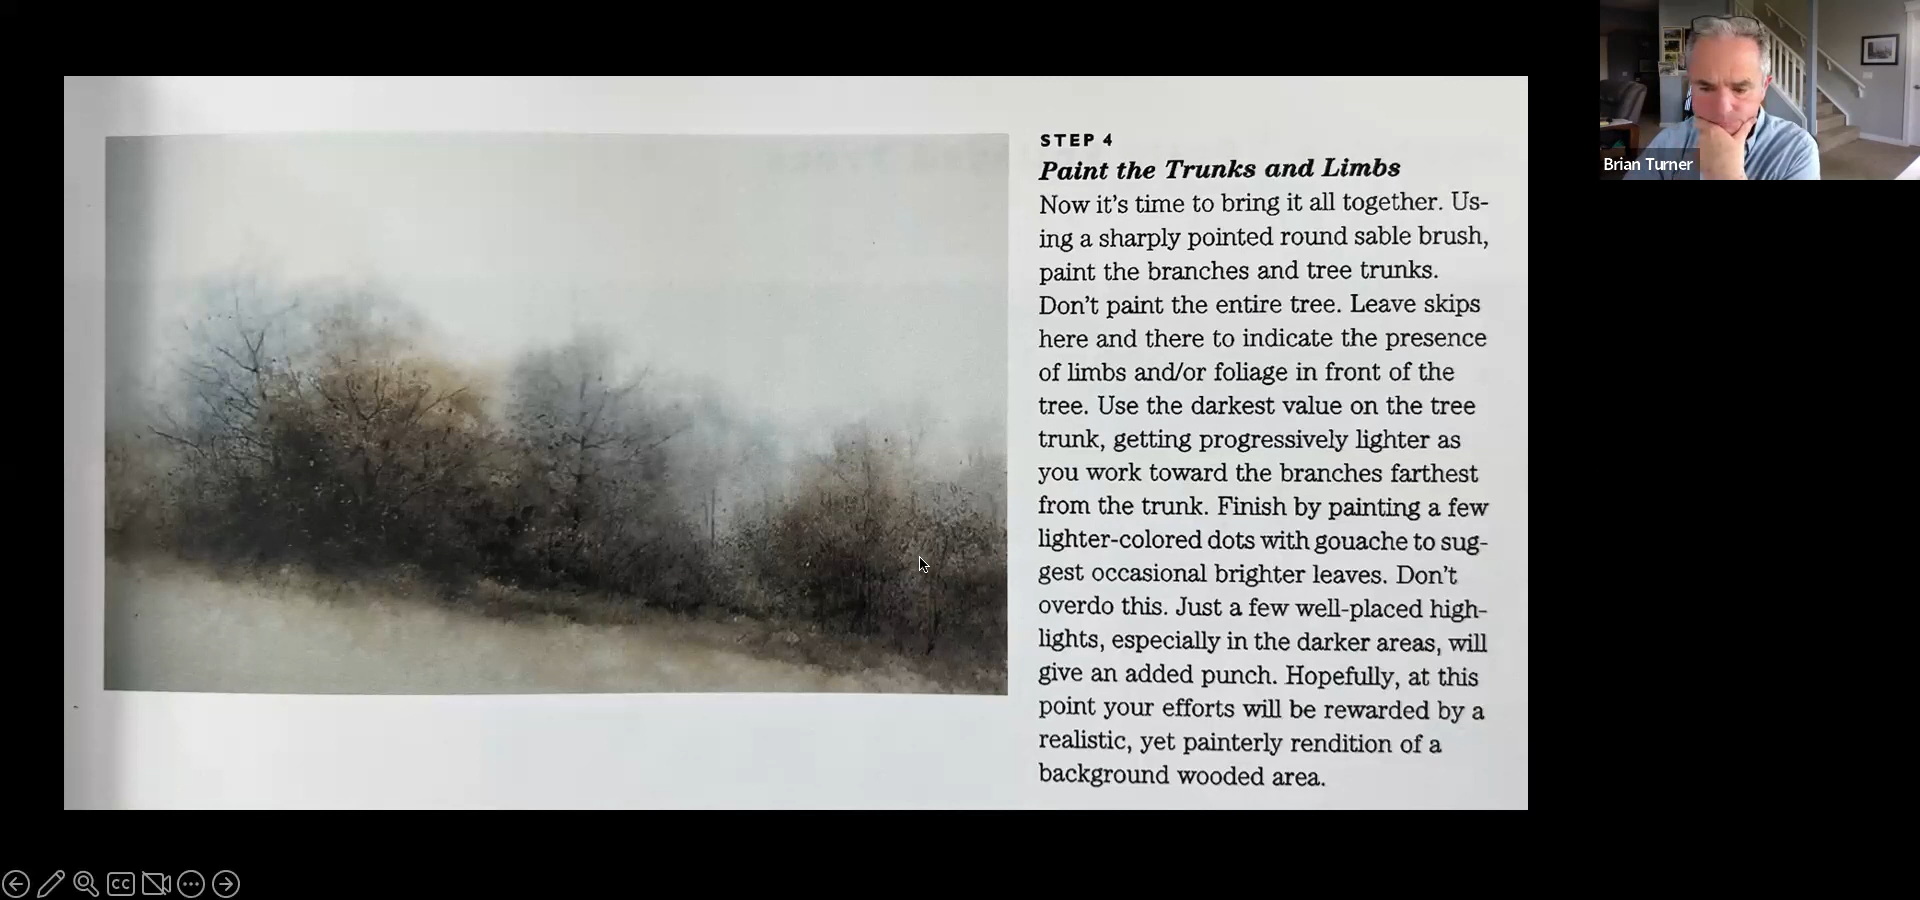 STEP 4
Paint the Trunks and Limbs
Now it's time to bring it all together. Us-
ing a sharply pointed round sable brush,
paint the branches and tree trunks.
Don't paint the entire tree. Leave skips
here and there to indicate the presence
of limbs and/or foliage in front of the
tree. Use the darkest value on the tree
trunk, getting progressively lighter as
you work toward the branches farthest
from the trunk. Finish by painting a few
lighter-colored dots with gouache to sug-
gest occasional brighter leaves. Don't
overdo this. Just a few well-placed high-
lights, especially in the darker areas, will
give an added punch. Hopefully, at this
point your efforts will be rewarded by a
realistic, yet painterly rendition of a
background wooded area.
Brian Turner
CC